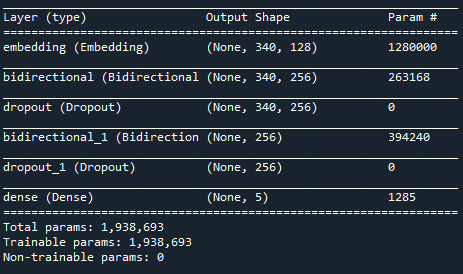 Layer (type) Output Shape Param #
embedding (Embedding) (None, 340, 128) 1280000
bidirectional (Bidirectional (None, 340, 256) 263168
dropout (Dropout) (None, 340, 256) 0
bidirectional_1 (Bidirection (None, 256) 394240
dropout_1 (Dropout) (None, 256) 0
dense (Dense) (None, 5) 1285
Total params: 1,938,693
Trainable params: 1,938,693
Non-trainable params: 0